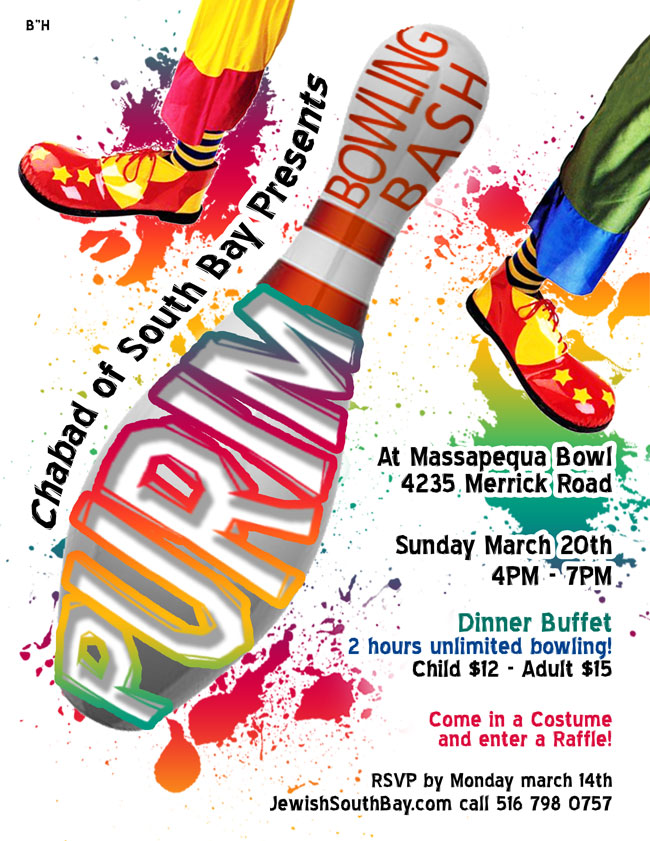 B"H
Chabad of South Bay Presents
BOWLING
BASH
PURIM
At Massapequa Bowl
4235 Merrick Road
Sunday March 20th
4PM - 7PM
Dinner Buffet
2 hours unlimited bowling!
Child $12 - Adult $15
Come in a Costume
and enter a Raffle!
RSVP by Monday march 14th
JewishSouthBay.com call 516 798 0757